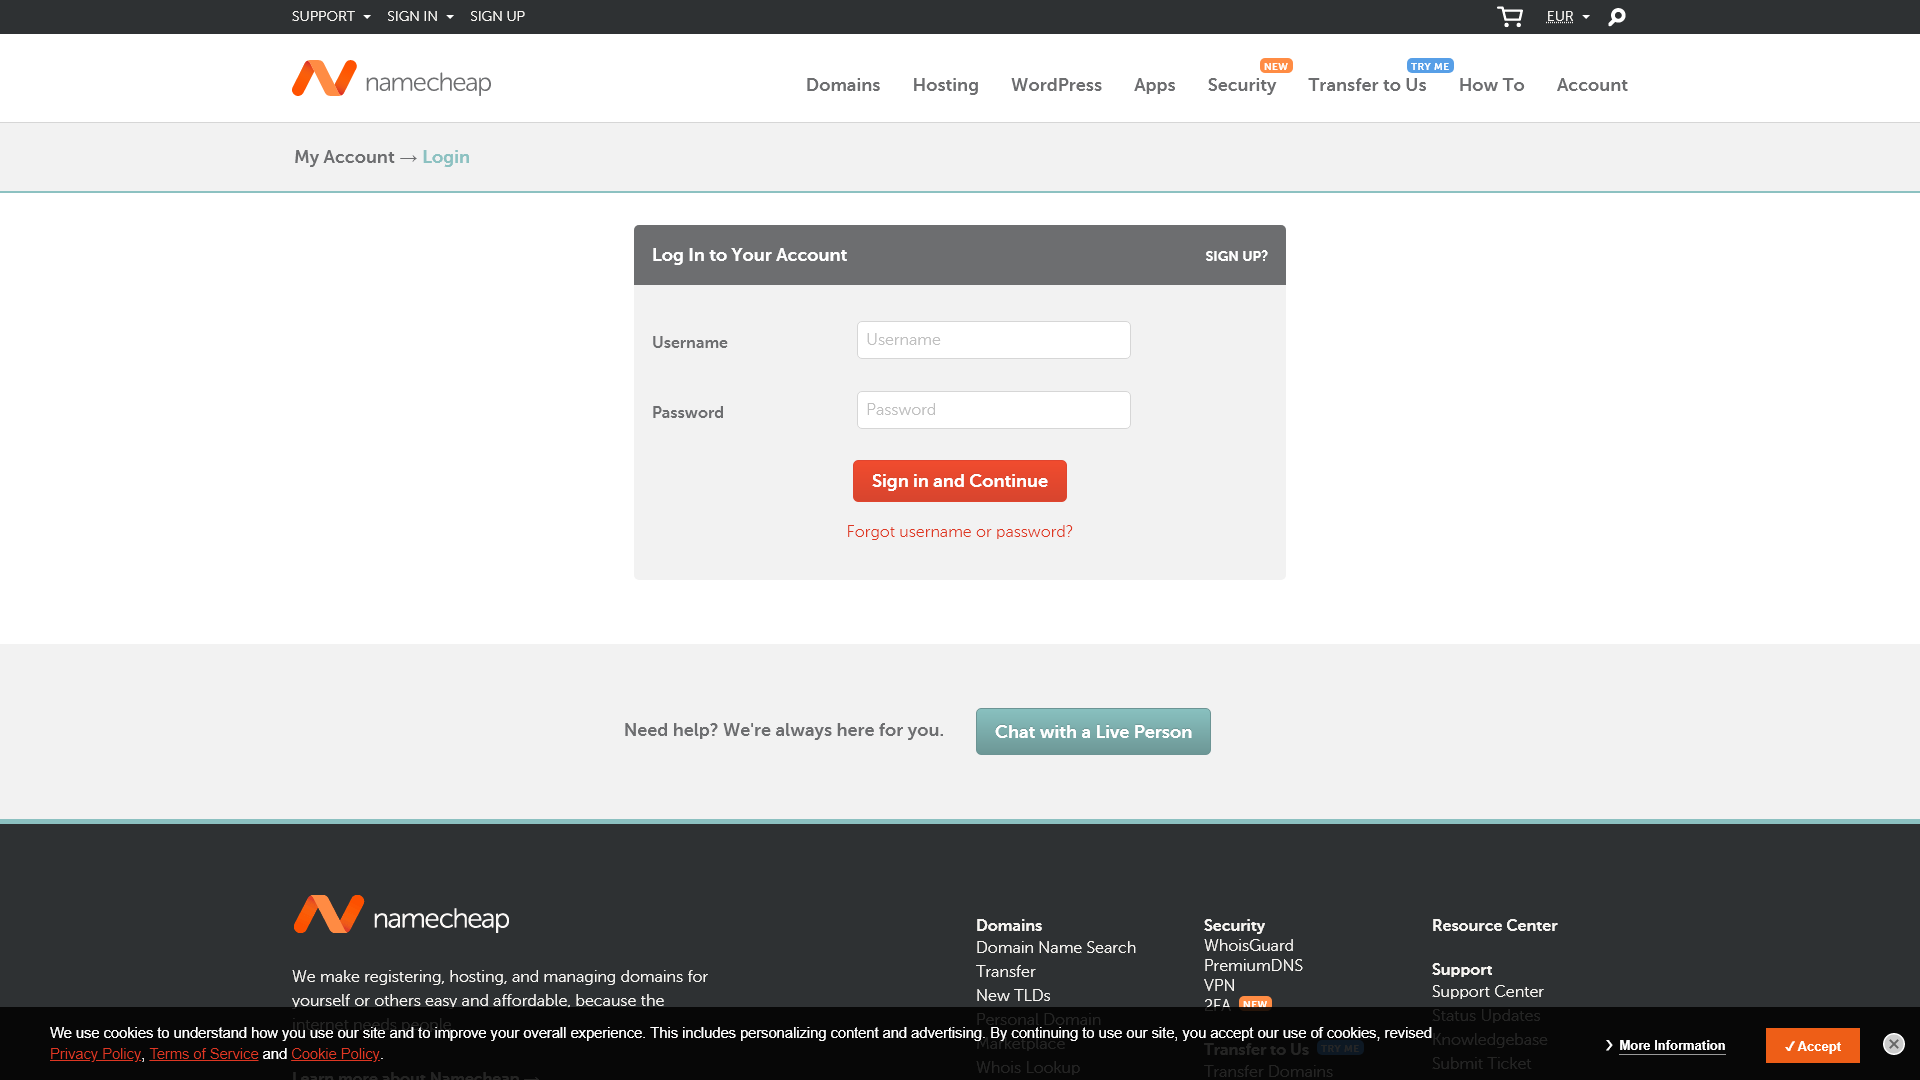 SUPPORT SIGN IN SIGN UP EUR
namecheap
Domains Hosting WordPress Apps Security NEW Transfer to Us TRY ME How To Account
My Account → Login
Log In to Your Account SIGN UP?
Username Username
Password Password
Sign in and Continue
Forgot username or password?
Need help? We're always here for you. Chat with a Live Person
namecheap
We make registering, hosting, and managing domains for
yourself or others easy and affordable, because the
internet needs people.
Learn more about Namecheap →
Domains
Domain Name Search
Transfer
New TLDs
Personal Domain
Marketplace
Whois Lookup
Security
WhoisGuard
PremiumDNS
VPN
2FA NEW
Transfer to Us TRY ME
Transfer Domains
Resource Center
Support
Support Center
Status Updates
Knowledgebase
Submit Ticket
We use cookies to understand how you use our site and to improve your overall experience. This includes personalizing content and advertising. By continuing to use our site, you accept our use of cookies, revised
Privacy Policy, Terms of Service and Cookie Policy.
More Information
✓Accept